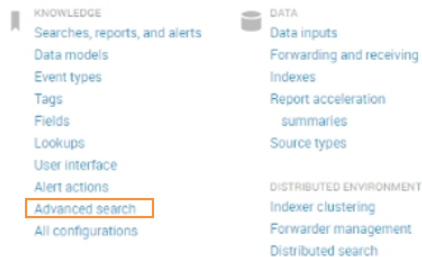 KNOWLEDGE
Searches, reports, and alerts
Data models
Event types
Tags
Fields
Lookups
User interface
Alert actions
Advanced search
All configurations
DATA
Data inputs
Forwarding and receiving
Indexes
Report acceleration
summaries
Source types
DISTRIBUTED ENVIRONMENT
Indexer clustering
Forwarder management
Distributed search